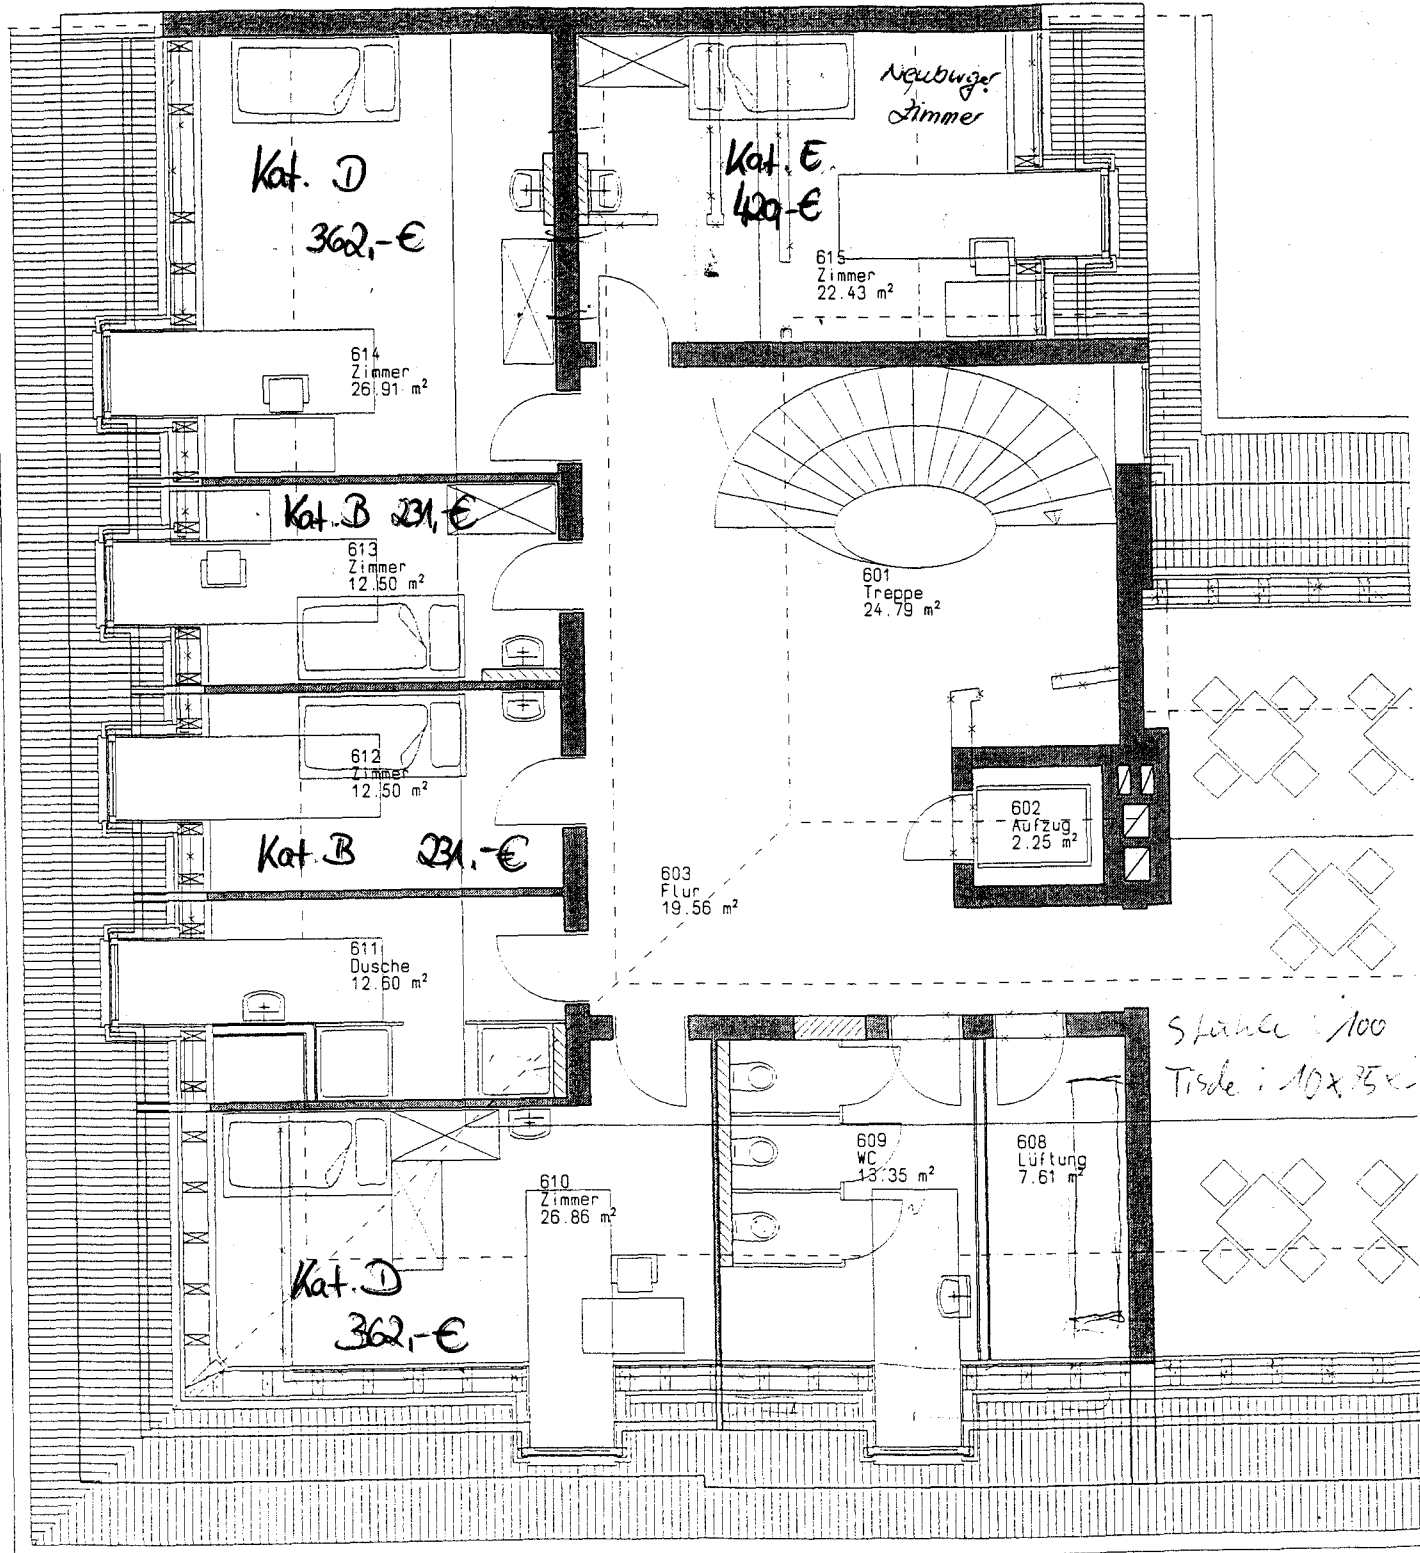 Neuburger
Zimmer
Kat. D
362,-€
Kat. E
429,-€
615
Zimmer
22.43 m²
614
Zimmer
26.91 m²
Kat. B 231,-€
613
Zimmer
12.50 m²
601
Treppe
24.79 m²
612
Zimmer
12.50 m²
Kat. B 231,-€
602
Aufzug
2.25 m²
603
Flur
19.56 m²
611
Dusche
12.60 m²
Stühle : 100
Tische : 10x75x
609
WC
13.35 m²
608
Lüftung
7.61 m²
610
Zimmer
26.86 m²
Kat. D
362,-€